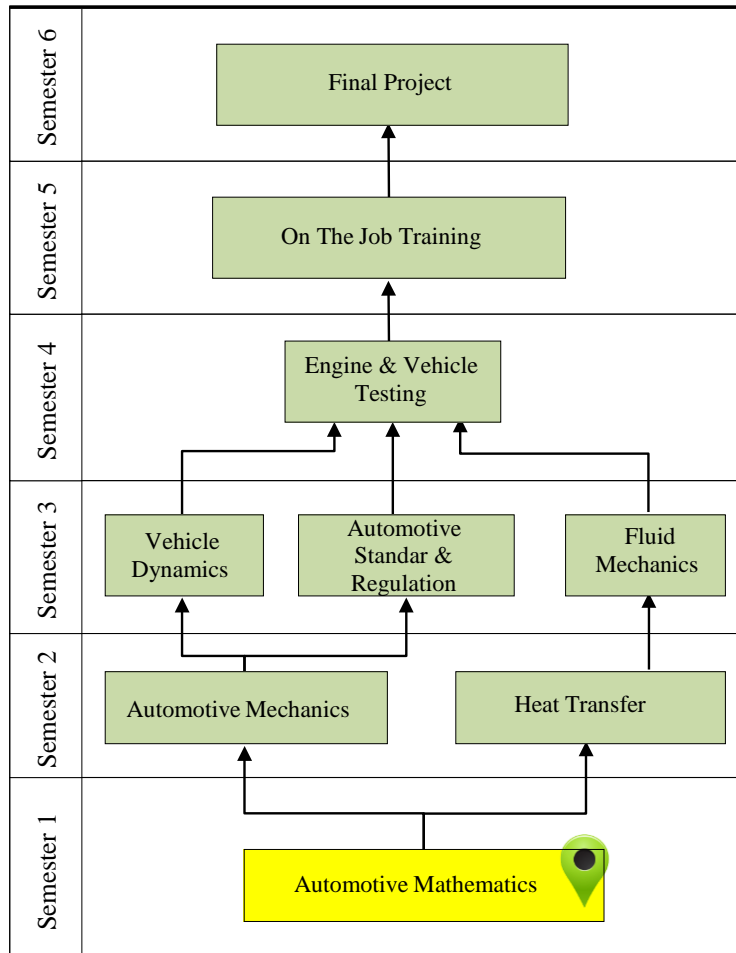 Semester 6
Final Project
Semester 5
On The Job Training
Semester 4
Engine & Vehicle
Testing
Semester 3
Vehicle
Dynamics
Automotive
Standar &
Regulation
Fluid
Mechanics
Semester 2
Automotive Mechanics
Heat Transfer
Semester 1
Automotive Mathematics